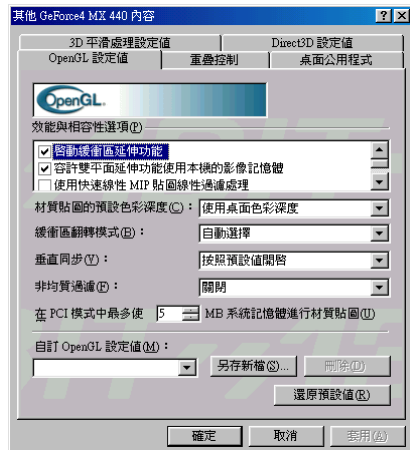 其他 GeForce4 MX 440 內容
3D 平滑處理設定值
Direct3D 設定值
OpenGL 設定值
重疊控制
桌面公用程式
OpenGL.
效能與相容性選項(P)
啟動緩衝區延伸功能
容許雙平面延伸功能使用本機的影像記憶體
使用快速線性 MIP 貼圖線性過濾處理
材質貼圖的預設色彩深度(C)：
使用桌面色彩深度
緩衝區翻轉模式(B)：
自動選擇
垂直同步(V)：
按照預設值開啓
非均質過濾(F)：
關閉
在 PCI 模式中最多使 5 MB 系統記憶體進行材質貼圖(U)
自訂 OpenGL 設定值(M)：
另存新檔(S)...
刪除(D)
還原預設值(R)
確定
取消
套用(A)